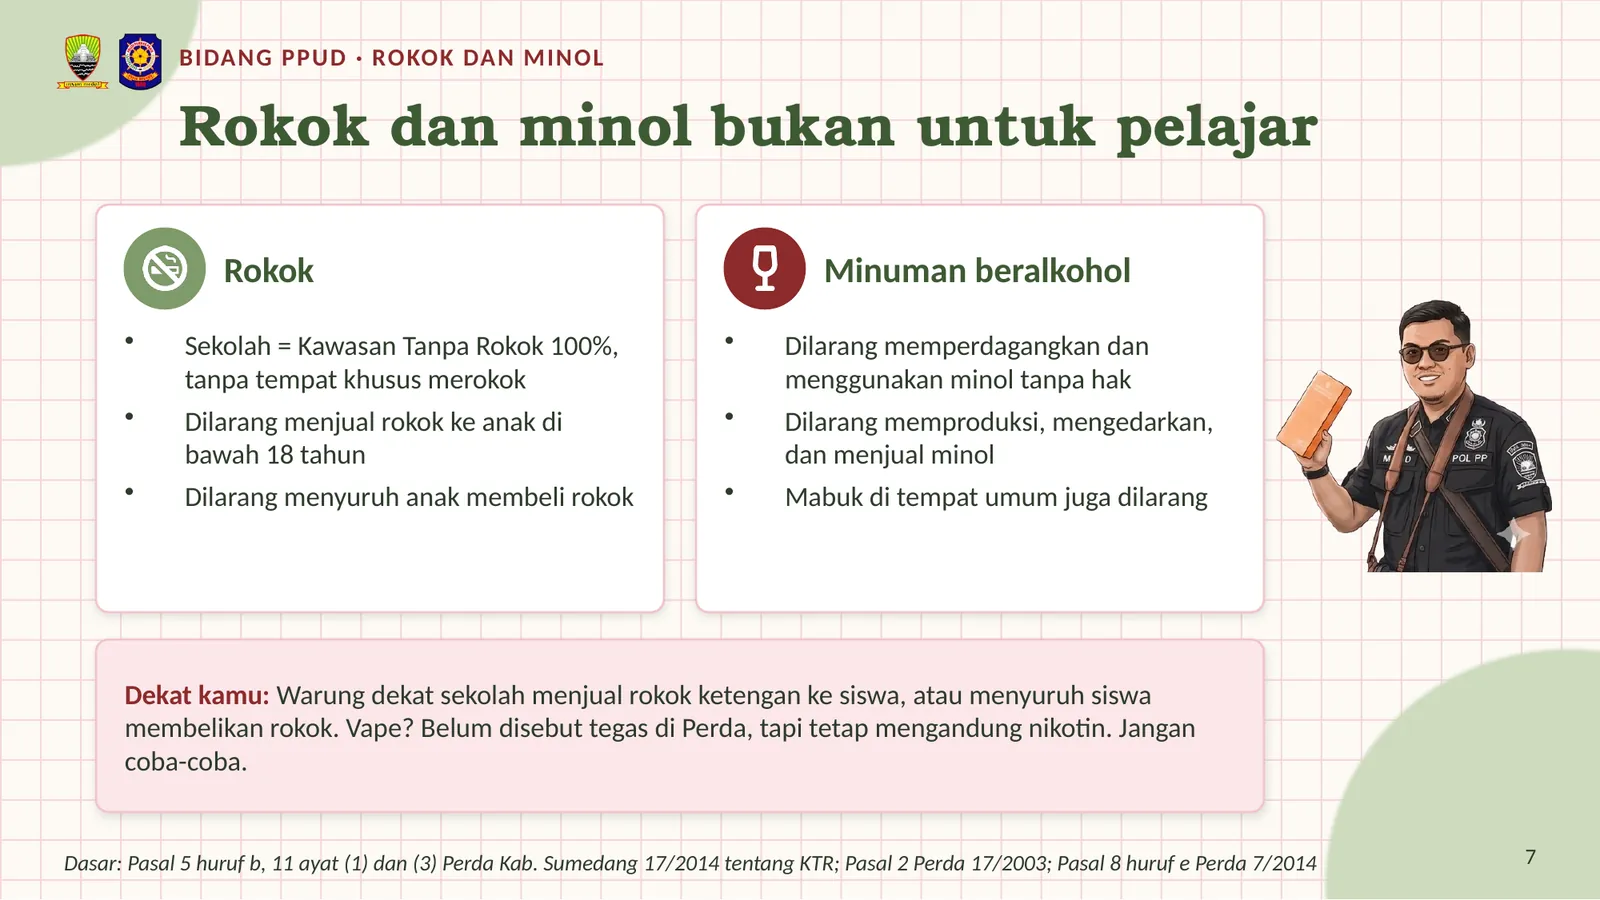 BIDANG PPUD · ROKOK DAN MINOL
Rokok dan minol bukan untuk pelajar
Rokok
• Sekolah = Kawasan Tanpa Rokok 100%,
tanpa tempat khusus merokok
• Dilarang menjual rokok ke anak di
bawah 18 tahun
• Dilarang menyuruh anak membeli rokok
Minuman beralkohol
• Dilarang memperdagangkan dan
menggunakan minol tanpa hak
• Dilarang memproduksi, mengedarkan,
dan menjual minol
• Mabuk di tempat umum juga dilarang
POL PP
Dekat kamu: Warung dekat sekolah menjual rokok ketengan ke siswa, atau menyuruh siswa
membelikan rokok. Vape? Belum disebut tegas di Perda, tapi tetap mengandung nikotin. Jangan
coba-coba.
Dasar: Pasal 5 huruf b, 11 ayat (1) dan (3) Perda Kab. Sumedang 17/2014 tentang KTR; Pasal 2 Perda 17/2003; Pasal 8 huruf e Perda 7/2014
7